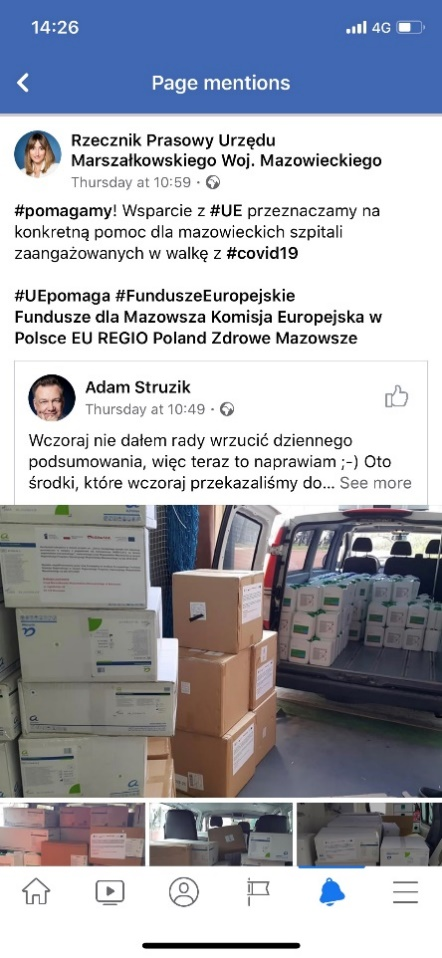 14:26
4G
Page mentions
Rzecznik Prasowy Urzędu
Marszałkowskiego Woj. Mazowieckiego
Thursday at 10:59 ·
#pomagamy! Wsparcie z #UE przeznaczamy na
konkretną pomoc dla mazowieckich szpitali
zaangażowanych w walkę z #covid19
#UEpomaga #FunduszeEuropejskie
Fundusze dla Mazowsza Komisja Europejska w
Polsce EU REGIO Poland Zdrowe Mazowsze
Adam Struzik
Thursday at 10:49 ·
Wczoraj nie dałem rady wrzucić dziennego
podsumowania, więc teraz to naprawiam ;-) Oto
środki, które wczoraj przekazaliśmy do... See more